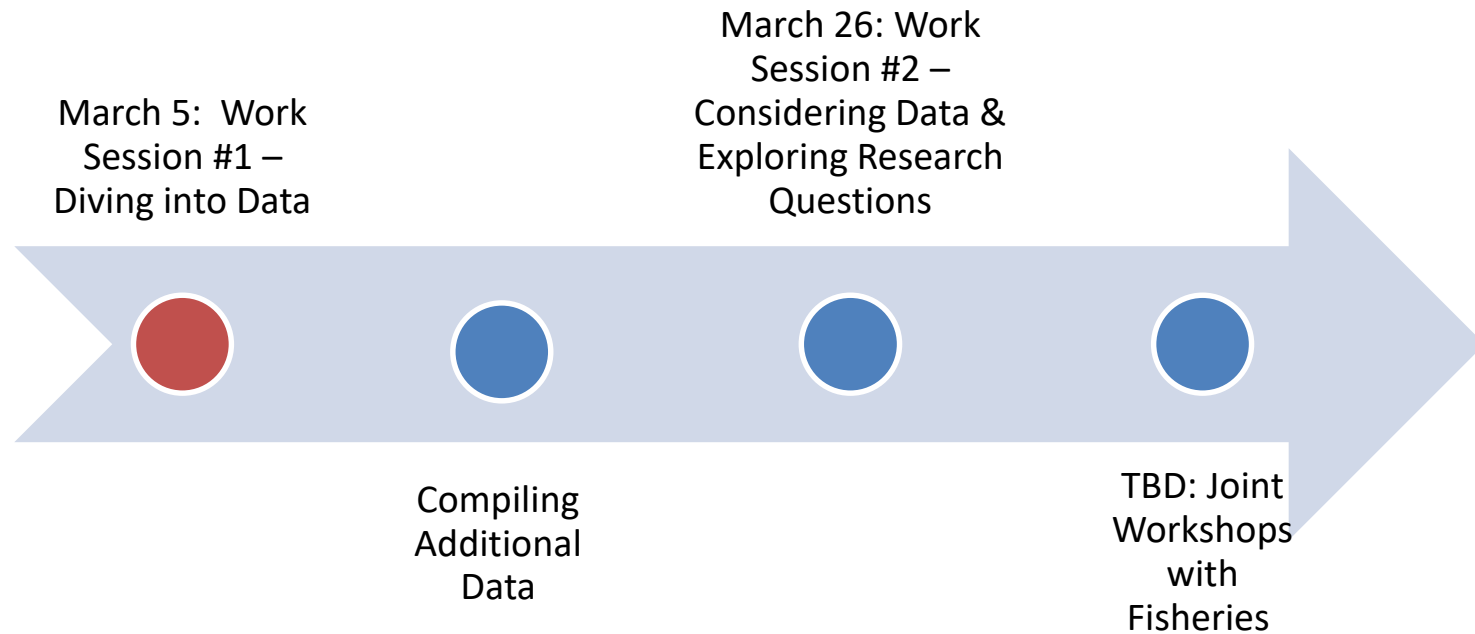 March 5:  Work
Session #1 –
Diving into Data
Compiling
Additional
Data
March 26: Work
Session #2 –
Considering Data &
Exploring Research
Questions
TBD: Joint
Workshops
with
Fisheries